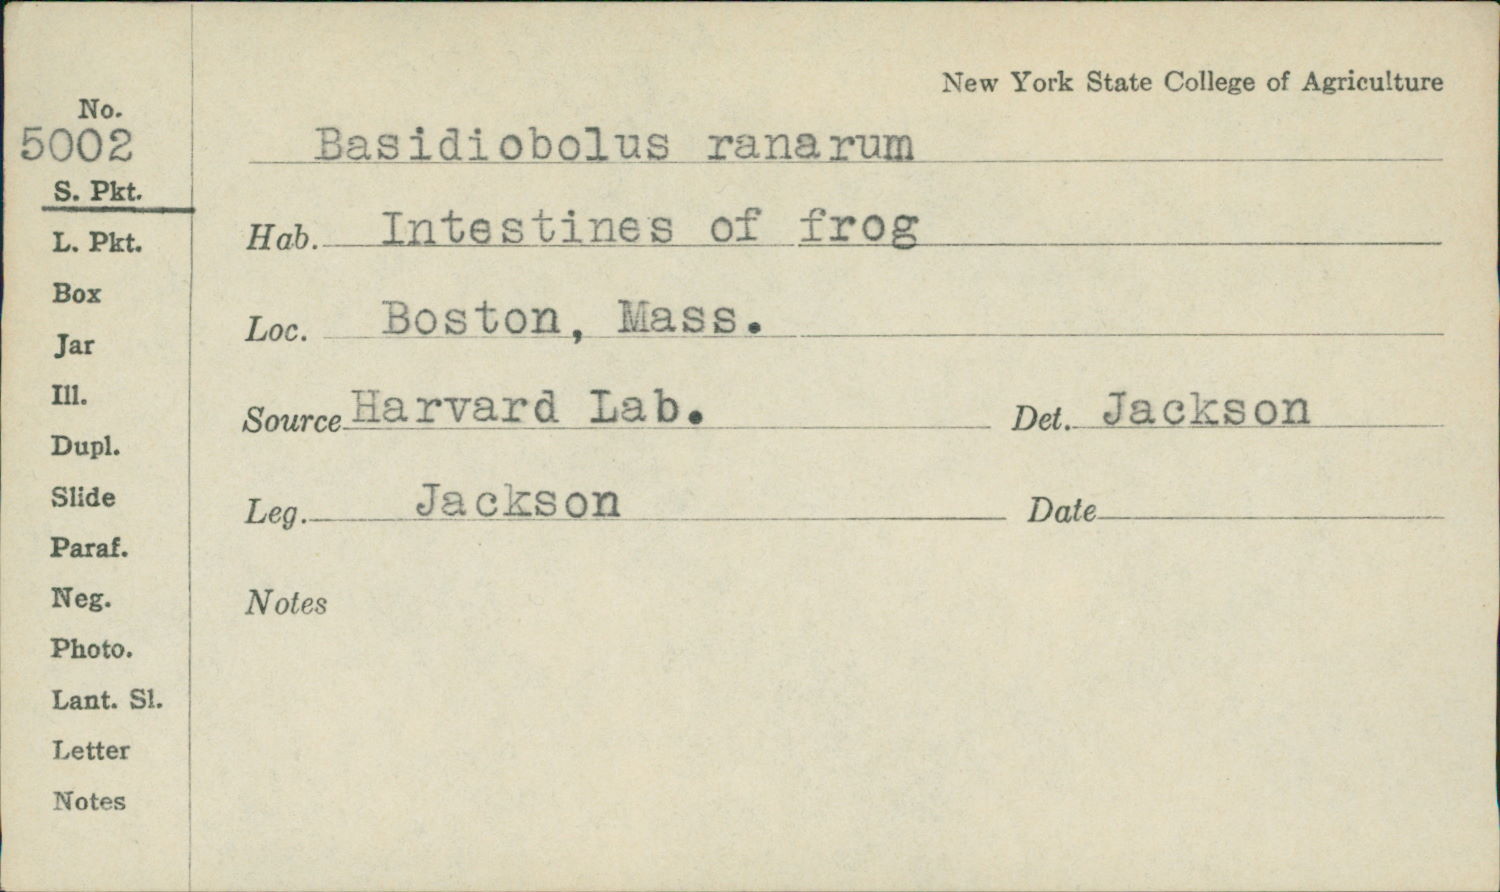 New York State College of Agriculture
No.
5002
Basidiobolus ranarum
S. Pkt.
Hab. Intestines of frog
L. Pkt.
Box
Loc. Boston, Mass.
Jar
Ill.
Source Harvard Lab. Det. Jackson
Dupl.
Slide
Leg. Jackson Date
Paraf.
Neg.
Notes
Photo.
Lant. Sl.
Letter
Notes